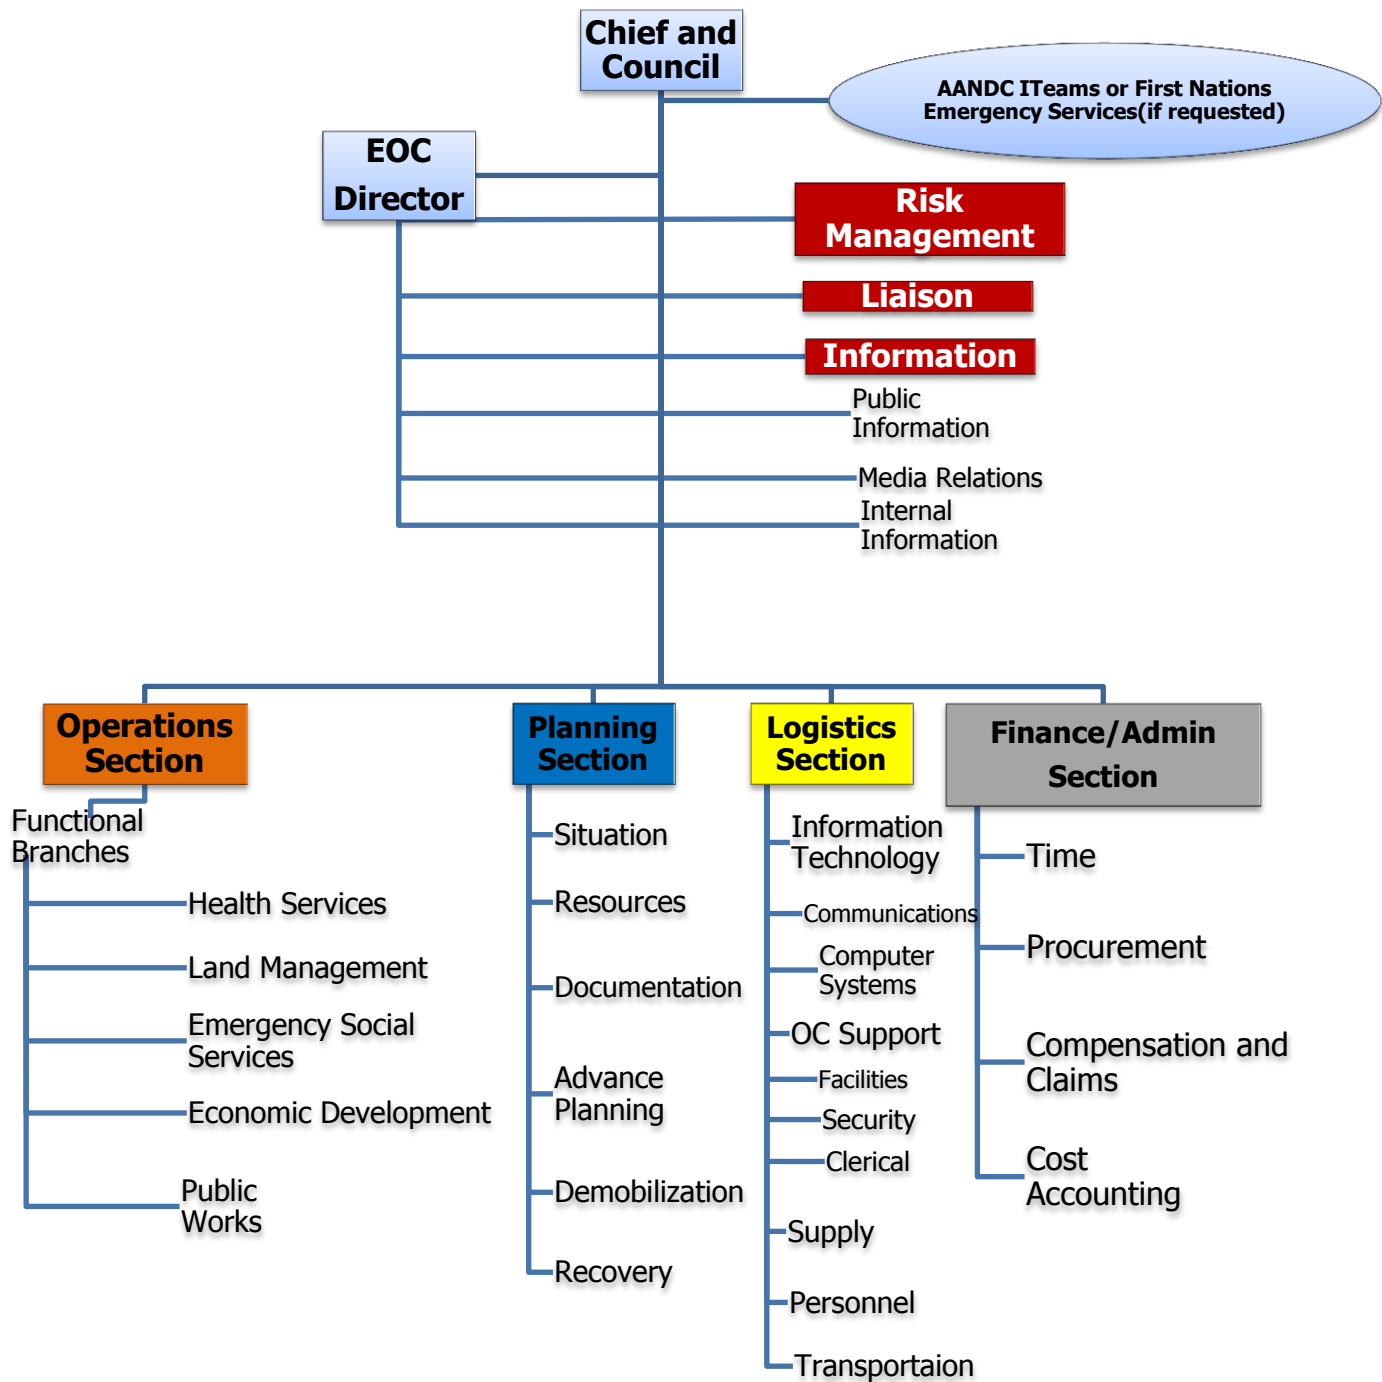 Chief and
Council
AANDC ITeams or First Nations
Emergency Services(if requested)
EOC
Director
Risk
Management
Liaison
Information
Public
Information
Media Relations
Internal
Information
Operations
Section
Functional
Branches
Health Services
Land Management
Emergency Social
Services
Economic Development
Public
Works
Planning
Section
Situation
Resources
Documentation
Advance
Planning
Demobilization
Recovery
Logistics
Section
Information
Technology
Communications
Computer
Systems
OC Support
Facilities
Security
Clerical
Supply
Personnel
Transportaion
Finance/Admin
Section
Time
Procurement
Compensation and
Claims
Cost
Accounting